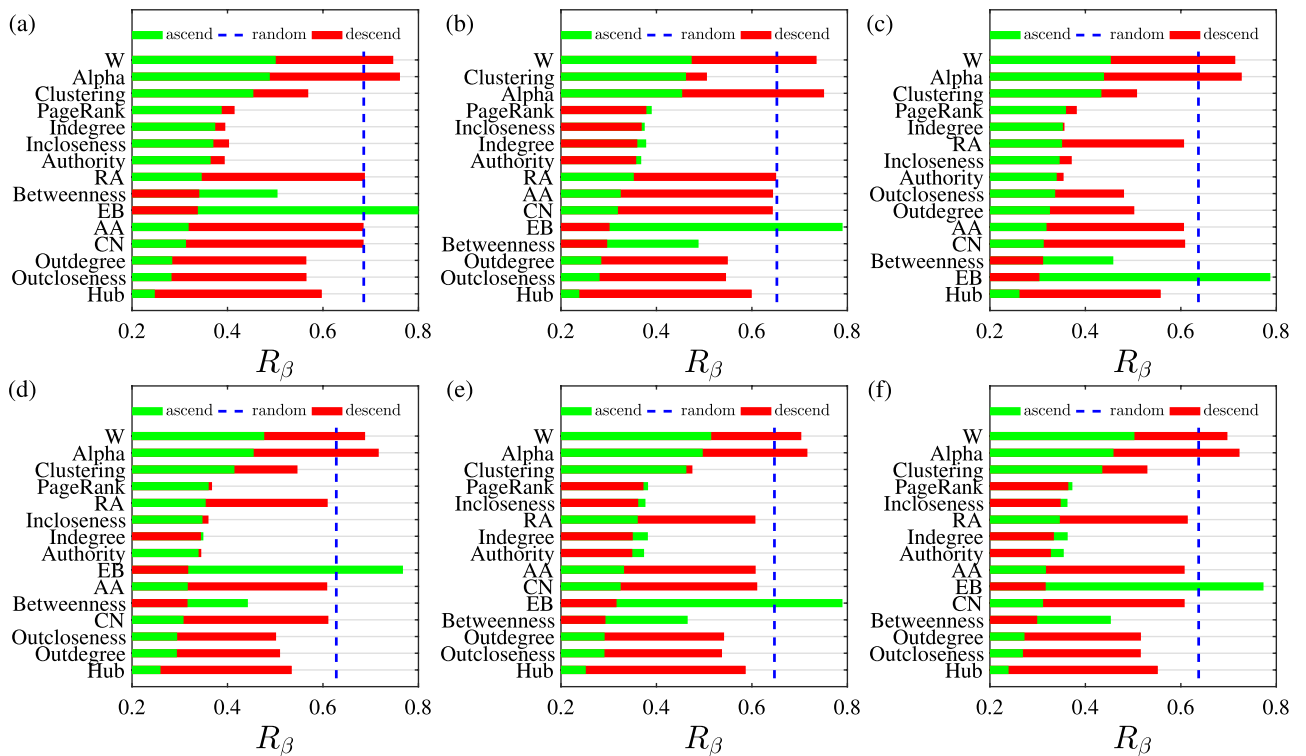 (a)
ascend random descend
W
Alpha
Clustering
PageRank
Indegree
Incloseness
Authority
RA
Betweenness
EB
AA
CN
Outdegree
Outcloseness
Hub
0.2 0.4 0.6 0.8
R_β
(b)
ascend random descend
W
Clustering
Alpha
PageRank
Incloseness
Indegree
Authority
RA
AA
CN
EB
Betweenness
Outdegree
Outcloseness
Hub
0.2 0.4 0.6 0.8
R_β
(c)
ascend random descend
W
Alpha
Clustering
PageRank
Indegree
RA
Incloseness
Authority
Outcloseness
Outdegree
AA
CN
Betweenness
EB
Hub
0.2 0.4 0.6 0.8
R_β
(d)
ascend random descend
W
Alpha
Clustering
PageRank
RA
Incloseness
Indegree
Authority
EB
AA
Betweenness
CN
Outcloseness
Outdegree
Hub
0.2 0.4 0.6 0.8
R_β
(e)
ascend random descend
W
Alpha
Clustering
PageRank
Incloseness
RA
Indegree
Authority
AA
CN
EB
Betweenness
Outdegree
Outcloseness
Hub
0.2 0.4 0.6 0.8
R_β
(f)
ascend random descend
W
Alpha
Clustering
PageRank
Incloseness
RA
Indegree
Authority
AA
EB
CN
Betweenness
Outdegree
Outcloseness
Hub
0.2 0.4 0.6 0.8
R_β